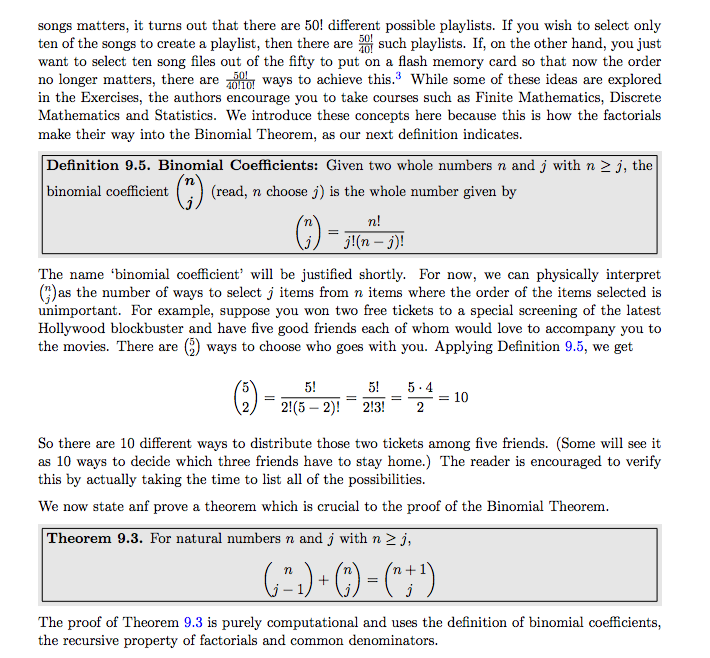 songs matters, it turns out that there are 50! different possible playlists. If you wish to select only
ten of the songs to create a playlist, then there are 50!/40! such playlists. If, on the other hand, you just
want to select ten song files out of the fifty to put on a flash memory card so that now the order
no longer matters, there are 50!/40!10! ways to achieve this.³ While some of these ideas are explored
in the Exercises, the authors encourage you to take courses such as Finite Mathematics, Discrete
Mathematics and Statistics. We introduce these concepts here because this is how the factorials
make their way into the Binomial Theorem, as our next definition indicates.
Definition 9.5. Binomial Coefficients: Given two whole numbers n and j with n ≥ j, the
binomial coefficient (n j) (read, n choose j) is the whole number given by
(n j) = n!/j!(n − j)!
The name ‘binomial coefficient’ will be justified shortly. For now, we can physically interpret
(n j)as the number of ways to select j items from n items where the order of the items selected is
unimportant. For example, suppose you won two free tickets to a special screening of the latest
Hollywood blockbuster and have five good friends each of whom would love to accompany you to
the movies. There are (5 2) ways to choose who goes with you. Applying Definition 9.5, we get
(5 2) = 5!/2!(5 − 2)! = 5!/2!3! = 5 · 4/2 = 10
So there are 10 different ways to distribute those two tickets among five friends. (Some will see it
as 10 ways to decide which three friends have to stay home.) The reader is encouraged to verify
this by actually taking the time to list all of the possibilities.
We now state anf prove a theorem which is crucial to the proof of the Binomial Theorem.
Theorem 9.3. For natural numbers n and j with n ≥ j,
(n j − 1) + (n j) = (n + 1 j)
The proof of Theorem 9.3 is purely computational and uses the definition of binomial coefficients,
the recursive property of factorials and common denominators.